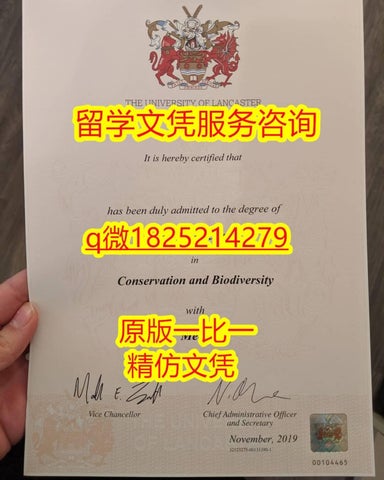 THE UNIVERSITY OF LANCASTER
留学文凭服务咨询
It is hereby certified that
has been duly admitted to the degree of
q微1825214279
in
Conservation and Biodiversity
with
原版一比一
精仿文凭
Vice Chancellor
Chief Administrative Officer
and Secretary
November, 2019
00104465